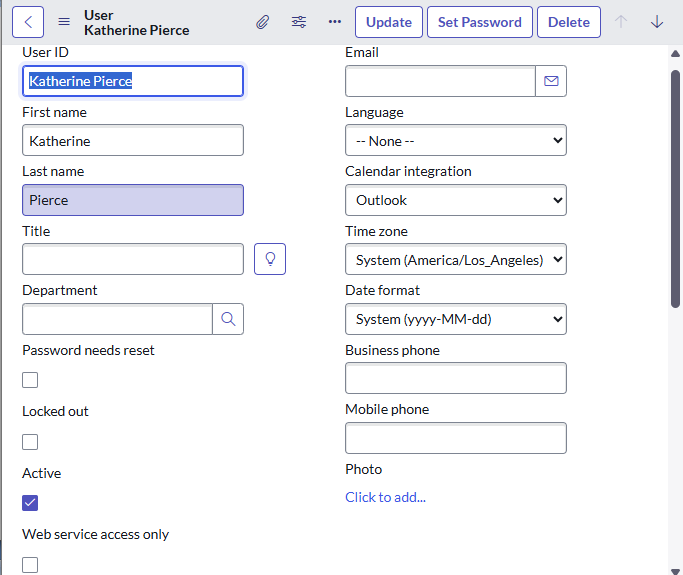 User
Katherine Pierce
Update
Set Password
Delete
User ID
Katherine Pierce
First name
Katherine
Last name
Pierce
Title
Department
Password needs reset
Locked out
Active
Web service access only
Email
Language
-- None --
Calendar integration
Outlook
Time zone
System (America/Los_Angeles)
Date format
System (yyyy-MM-dd)
Business phone
Mobile phone
Photo
Click to add...